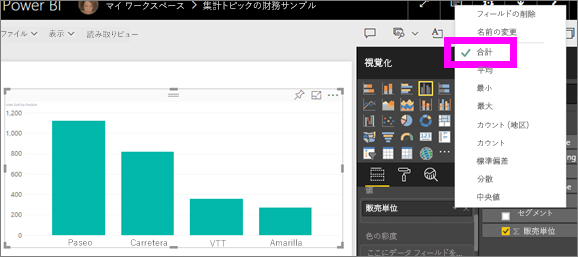 Power BI
マイ ワークスペース > 集計トピックの財務サンプル
ファイル 表示 読み取りビュー
フィールドの削除
名前の変更
合計
平均
最小
最大
カウント (地区)
カウント
標準偏差
分散
中央値
視覚化
値
販売単位
色の彩度
ここにデータ フィールドを...
セグメント
Σ 販売単位
1,200
1,000
800
600
400
200
0
Paseo Carretera VTT Amarilla